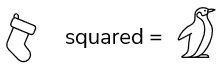 squared =